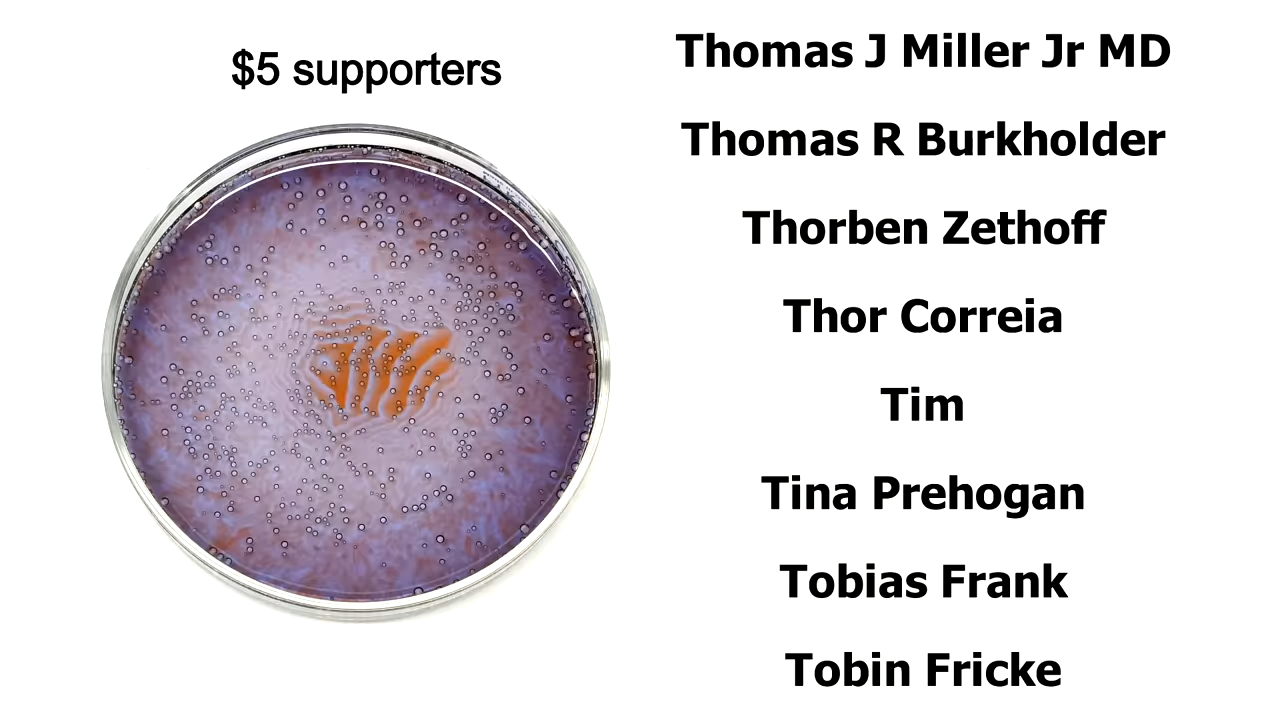 $5 supporters
Thomas J Miller Jr MD
Thomas R Burkholder
Thorben Zethoff
Thor Correia
Tim
Tina Prehogan
Tobias Frank
Tobin Fricke